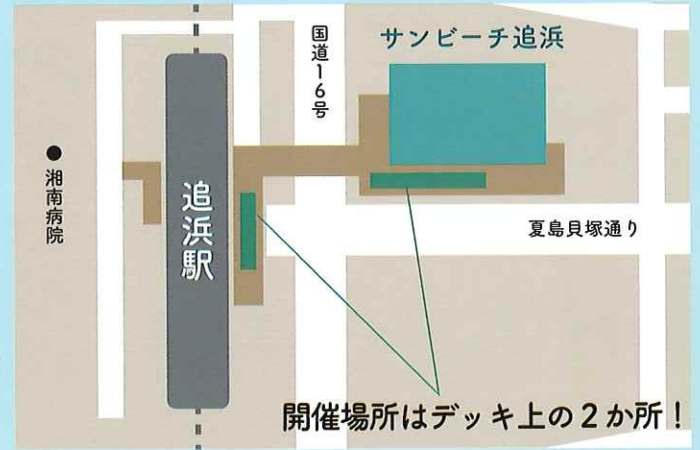 サンビーチ追浜
国道16号
● 湘南病院
追浜駅
夏島貝塚通り
開催場所はデッキ上の2か所！